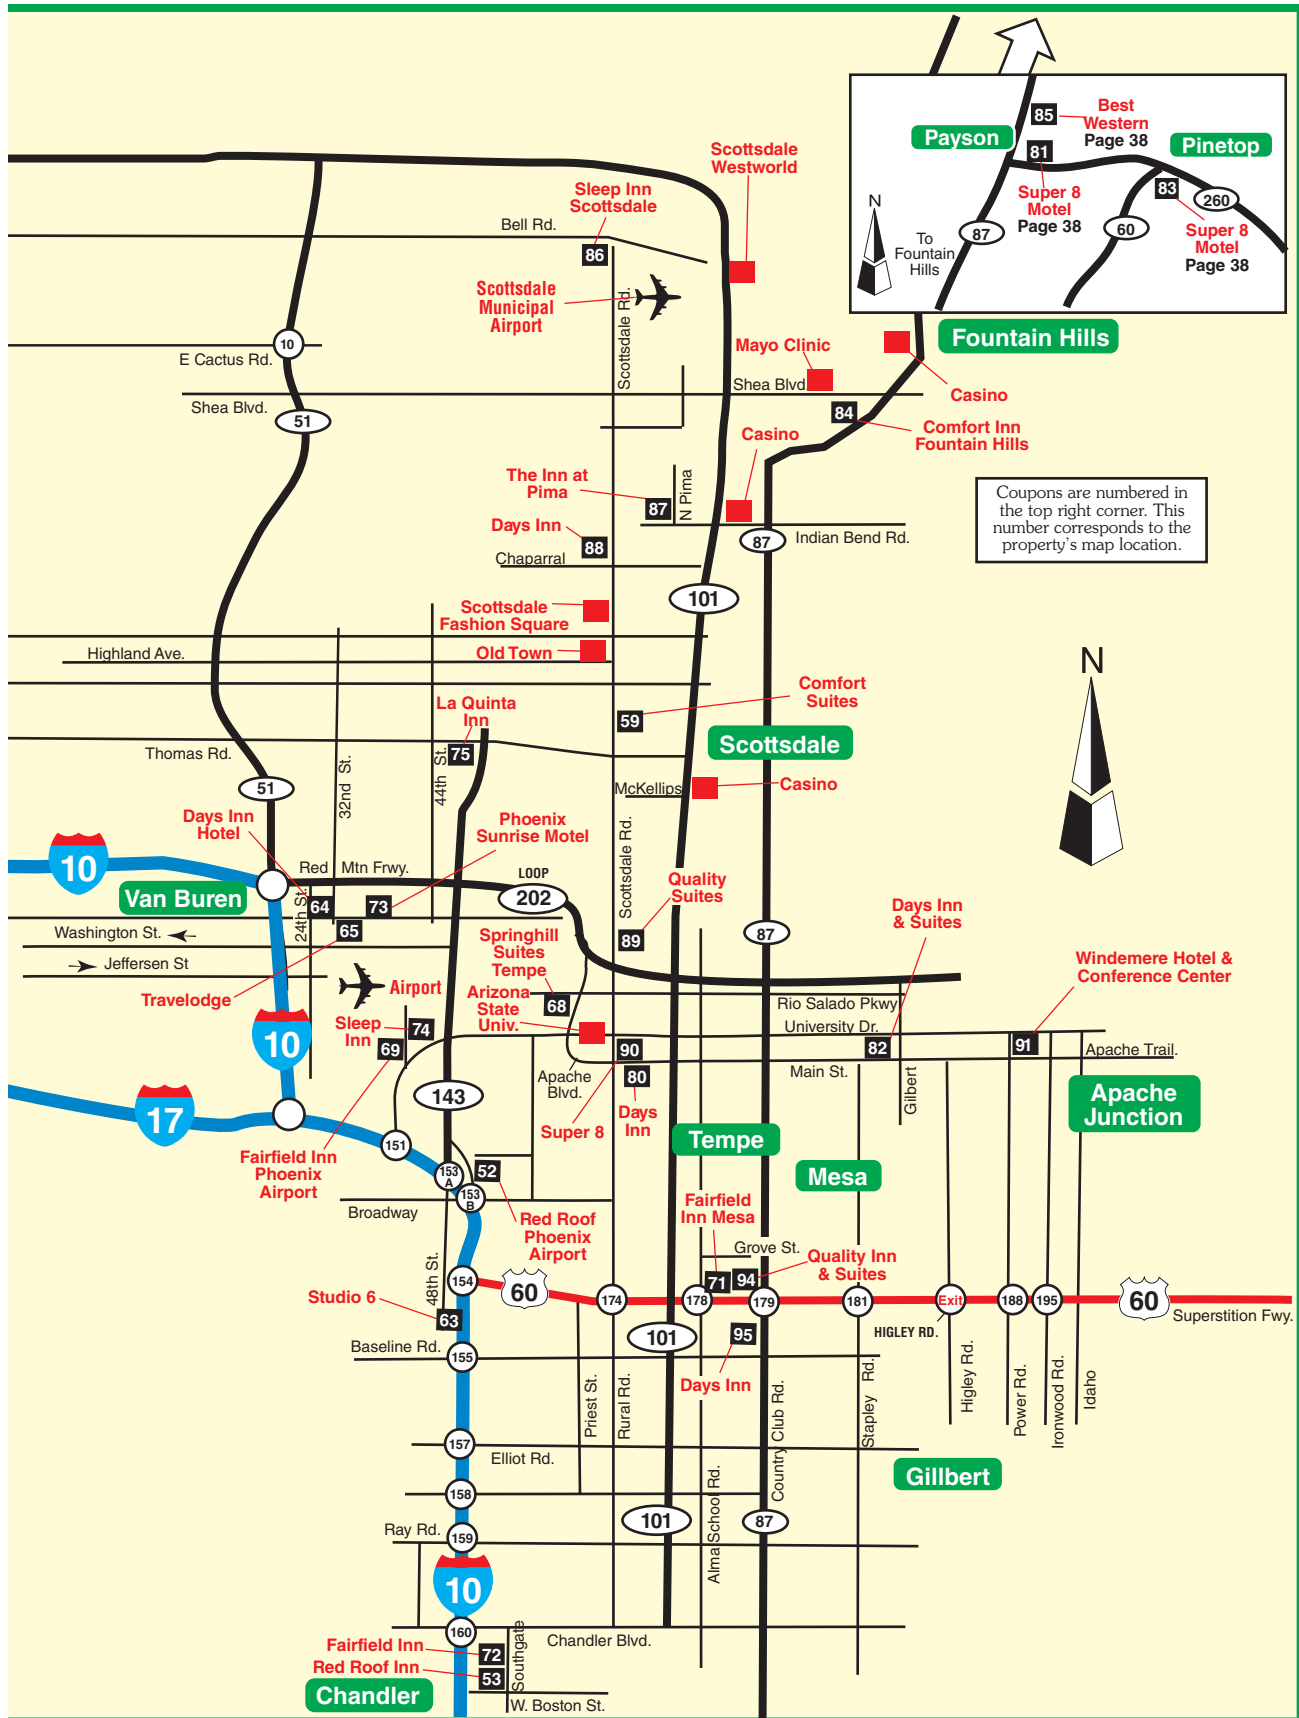 Best
Western
Page 38
85
Payson
Pinetop
81
Super 8
Motel
Page 38
83
260
N
87
60
To
Fountain
Hills
Super 8
Motel
Page 38
Scottsdale
Westworld
Sleep Inn
Scottsdale
Bell Rd.
86
Scottsdale
Municipal
Airport
Scottsdale Rd.
Fountain Hills
10
E Cactus Rd.
Mayo Clinic
Shea Blvd.
Casino
Shea Blvd.
51
84
Comfort Inn
Fountain Hills
Casino
The Inn at
Pima
87
N Pima
Days Inn
88
Chaparral
87
Indian Bend Rd.
Coupons are numbered in
the top right corner. This
number corresponds to the
property's map location.
101
Scottsdale
Fashion Square
Highland Ave.
Old Town
N
La Quinta
Inn
75
59
Comfort
Suites
Scottsdale
Thomas Rd.
32nd St.
44th St.
51
McKellips
Casino
Days Inn
Hotel
Phoenix
Sunrise Motel
Scottsdale Rd.
10
Red Mtn Frwy.
LOOP
202
Quality
Suites
Van Buren
24th St.
64
73
65
Washington St.
Jeffersen St
89
87
Days Inn
& Suites
Springhill
Suites
Tempe
68
Windemere Hotel &
Conference Center
Travelodge
Airport
Arizona
State
Univ.
Rio Salado Pkwy
University Dr.
10
Sleep
Inn
74
69
90
82
91
Apache Trail.
Apache
Blvd.
80
Main St.
Gilbert
17
143
Days
Inn
Super 8
Apache
Junction
Tempe
151
Fairfield Inn
Phoenix
Airport
153
A
52
153
B
Mesa
Broadway
Red Roof
Phoenix
Airport
Fairfield
Inn Mesa
Grove St.
Quality Inn
& Suites
48th St.
154
60
71
94
Studio 6
63
174
178
179
181
Exit
188
195
60
Superstition Fwy.
HIGLEY RD.
101
95
Baseline Rd.
155
Days Inn
Priest St.
Rural Rd.
Country Club Rd.
Stapley Rd.
Higley Rd.
Power Rd.
Ironwood Rd.
Idaho
157
Elliot Rd.
Gillbert
158
Alma School Rd.
101
87
Ray Rd.
159
10
160
Chandler Blvd.
Fairfield Inn
72
Southgate
Red Roof Inn
53
Chandler
W. Boston St.